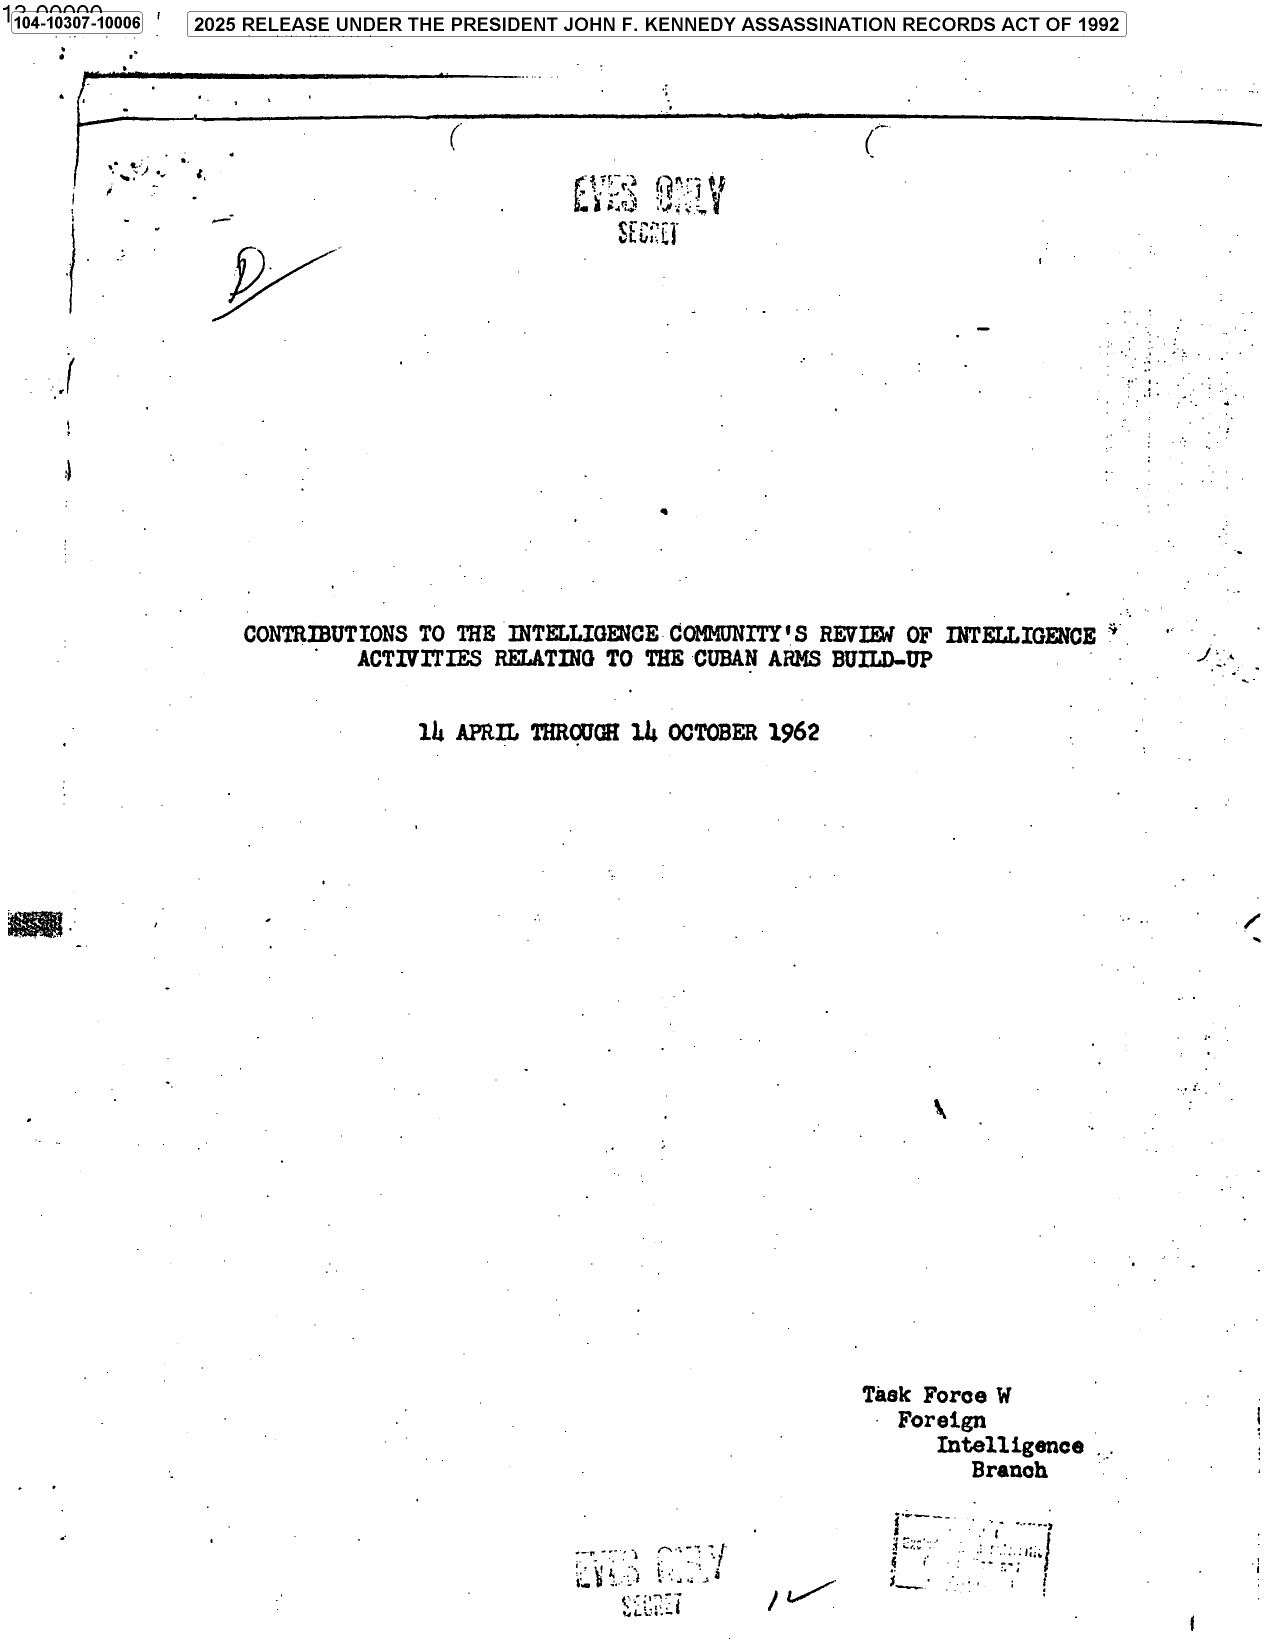 104-10307-10006
2025 RELEASE UNDER THE PRESIDENT JOHN F. KENNEDY ASSASSINATION RECORDS ACT OF 1992
EYES ONLY
SECRET
D
CONTRIBUTIONS TO THE INTELLIGENCE COMMUNITY'S REVIEW OF INTELLIGENCE
ACTIVITIES RELATING TO THE CUBAN ARMS BUILD-UP
14 APRIL THROUGH 14 OCTOBER 1962
Task Force W
Foreign
Intelligence
Branch
EYES ONLY
SECRET